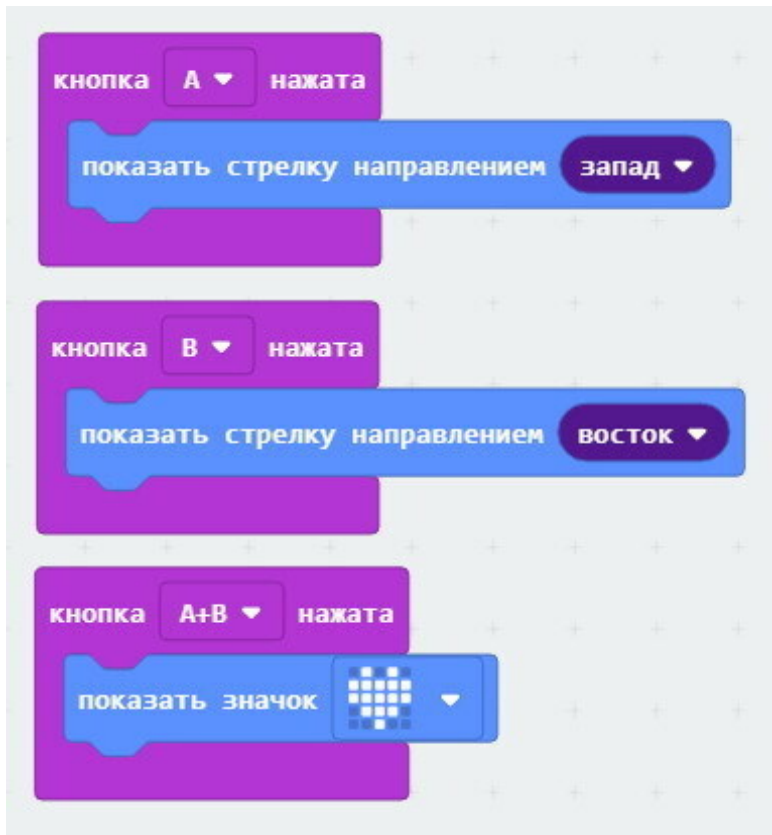 кнопка A нажата
показать стрелку направлением запад
кнопка B нажата
показать стрелку направлением восток
кнопка A+B нажата
показать значок